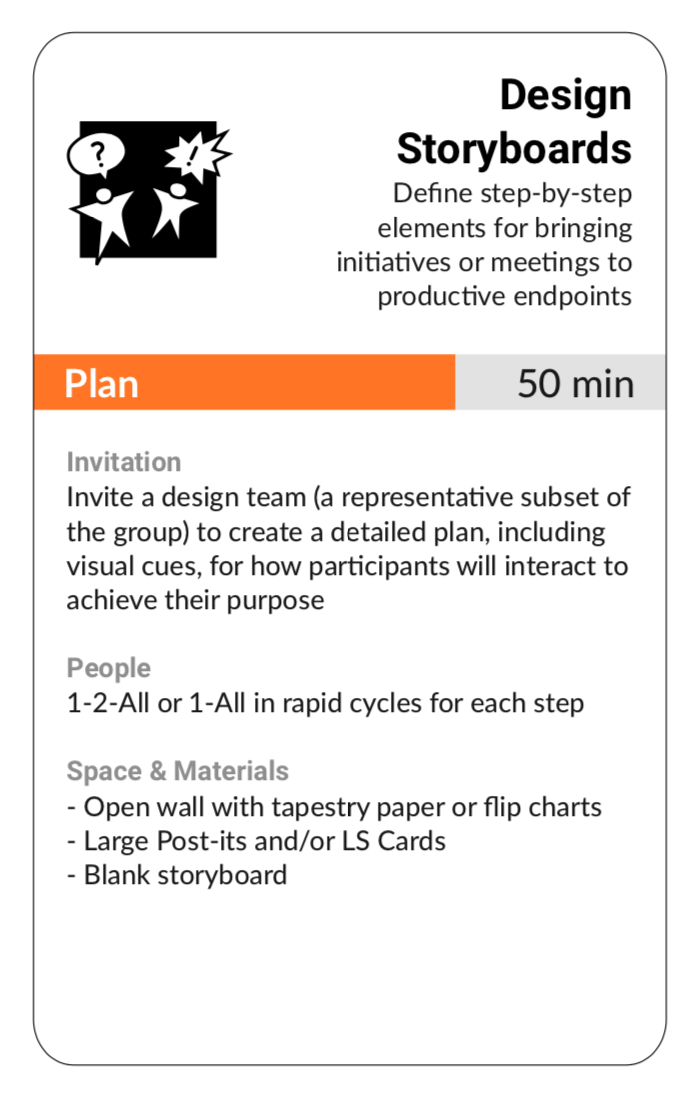 ?
!
Design
Storyboards
Define step-by-step
elements for bringing
initiatives or meetings to
productive endpoints
Plan
50 min
Invitation
Invite a design team (a representative subset of
the group) to create a detailed plan, including
visual cues, for how participants will interact to
achieve their purpose
People
1-2-All or 1-All in rapid cycles for each step
Space & Materials
- Open wall with tapestry paper or flip charts
- Large Post-its and/or LS Cards
- Blank storyboard